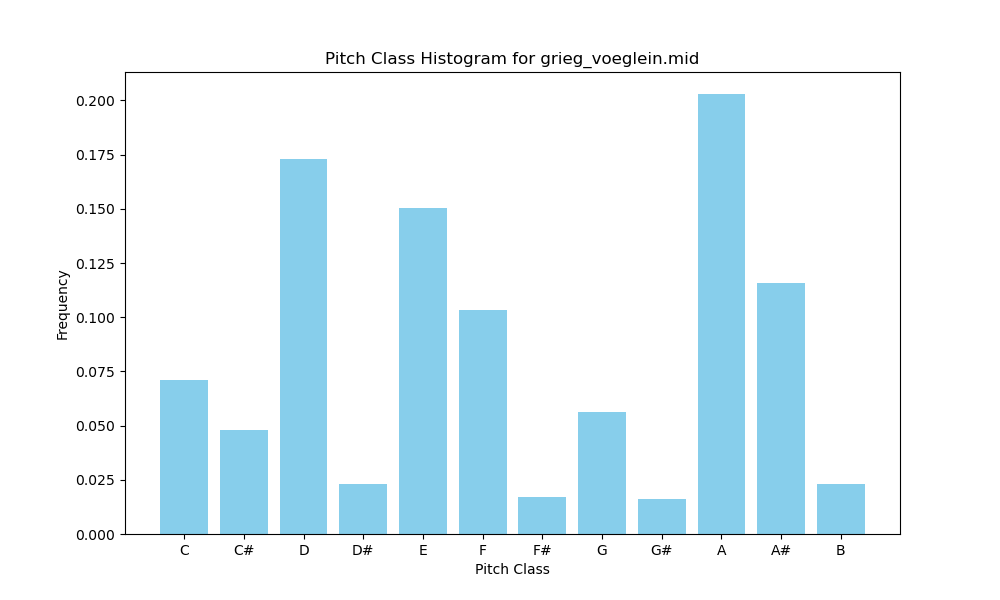 Pitch Class Histogram for grieg_voeglein.mid
Frequency
0.200
0.175
0.150
0.125
0.100
0.075
0.050
0.025
0.000
C C# D D# E F F# G G# A A# B
Pitch Class